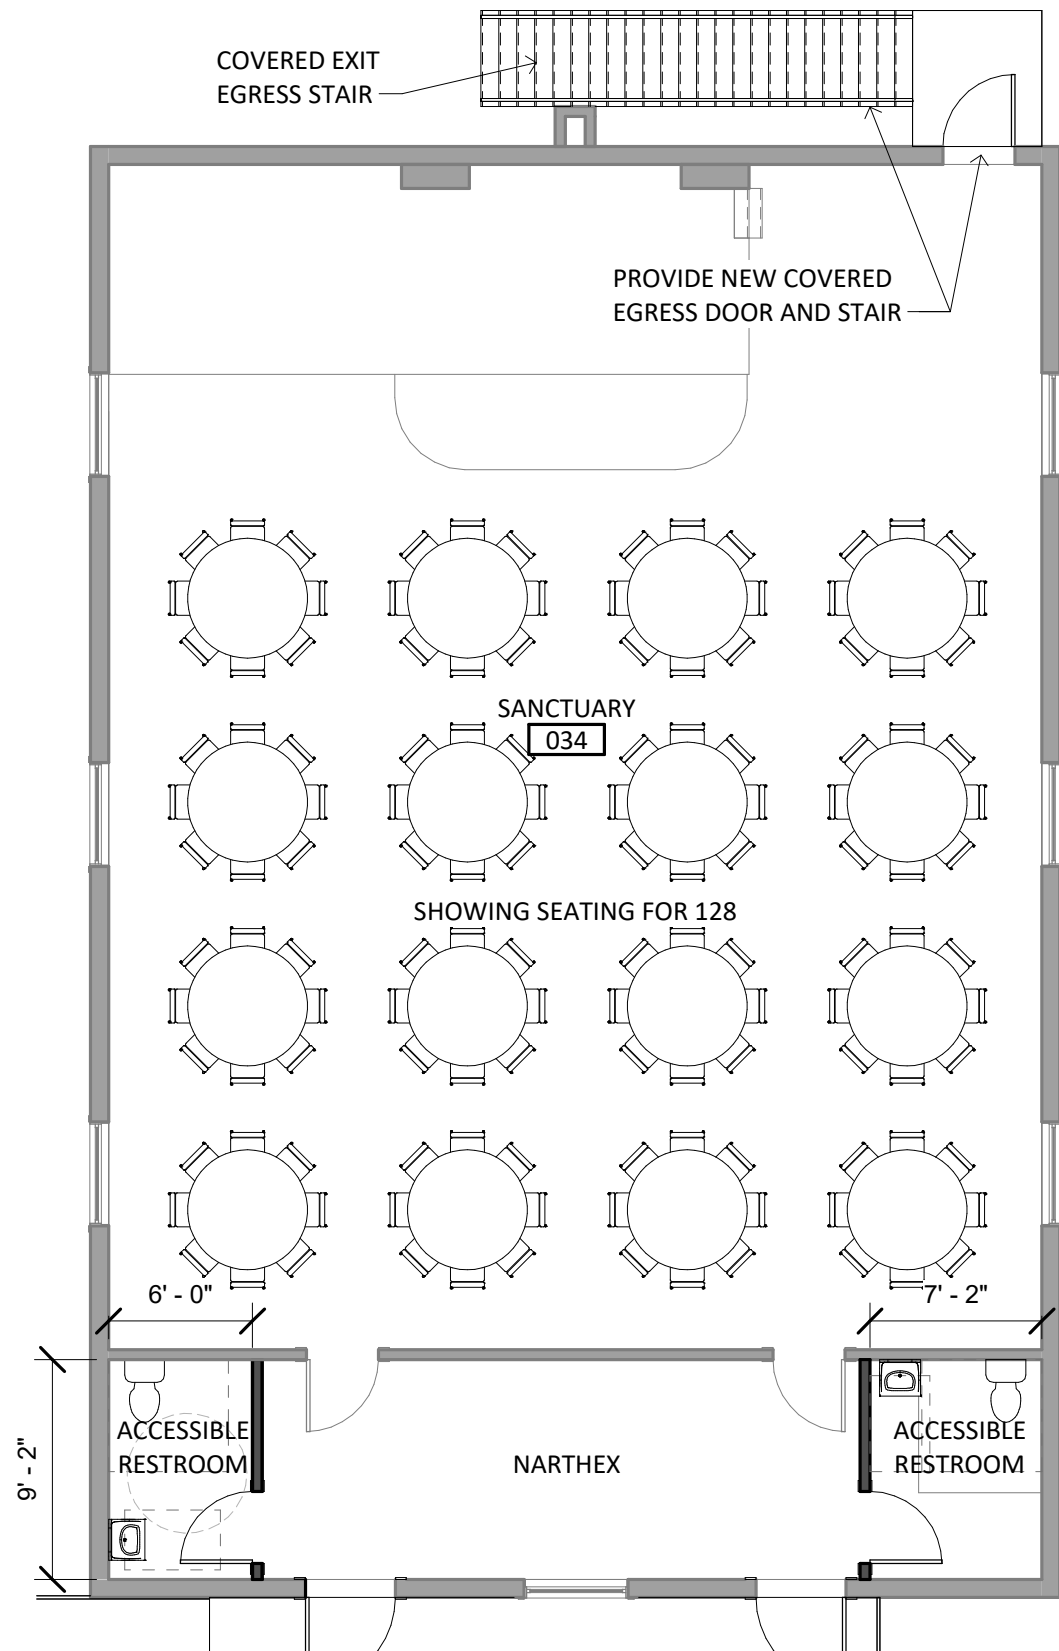 COVERED EXIT
EGRESS STAIR
PROVIDE NEW COVERED
EGRESS DOOR AND STAIR
SANCTUARY
034
SHOWING SEATING FOR 128
6' - 0"
7' - 2"
9' - 2"
ACCESSIBLE
RESTROOM
NARTHEX
ACCESSIBLE
RESTROOM